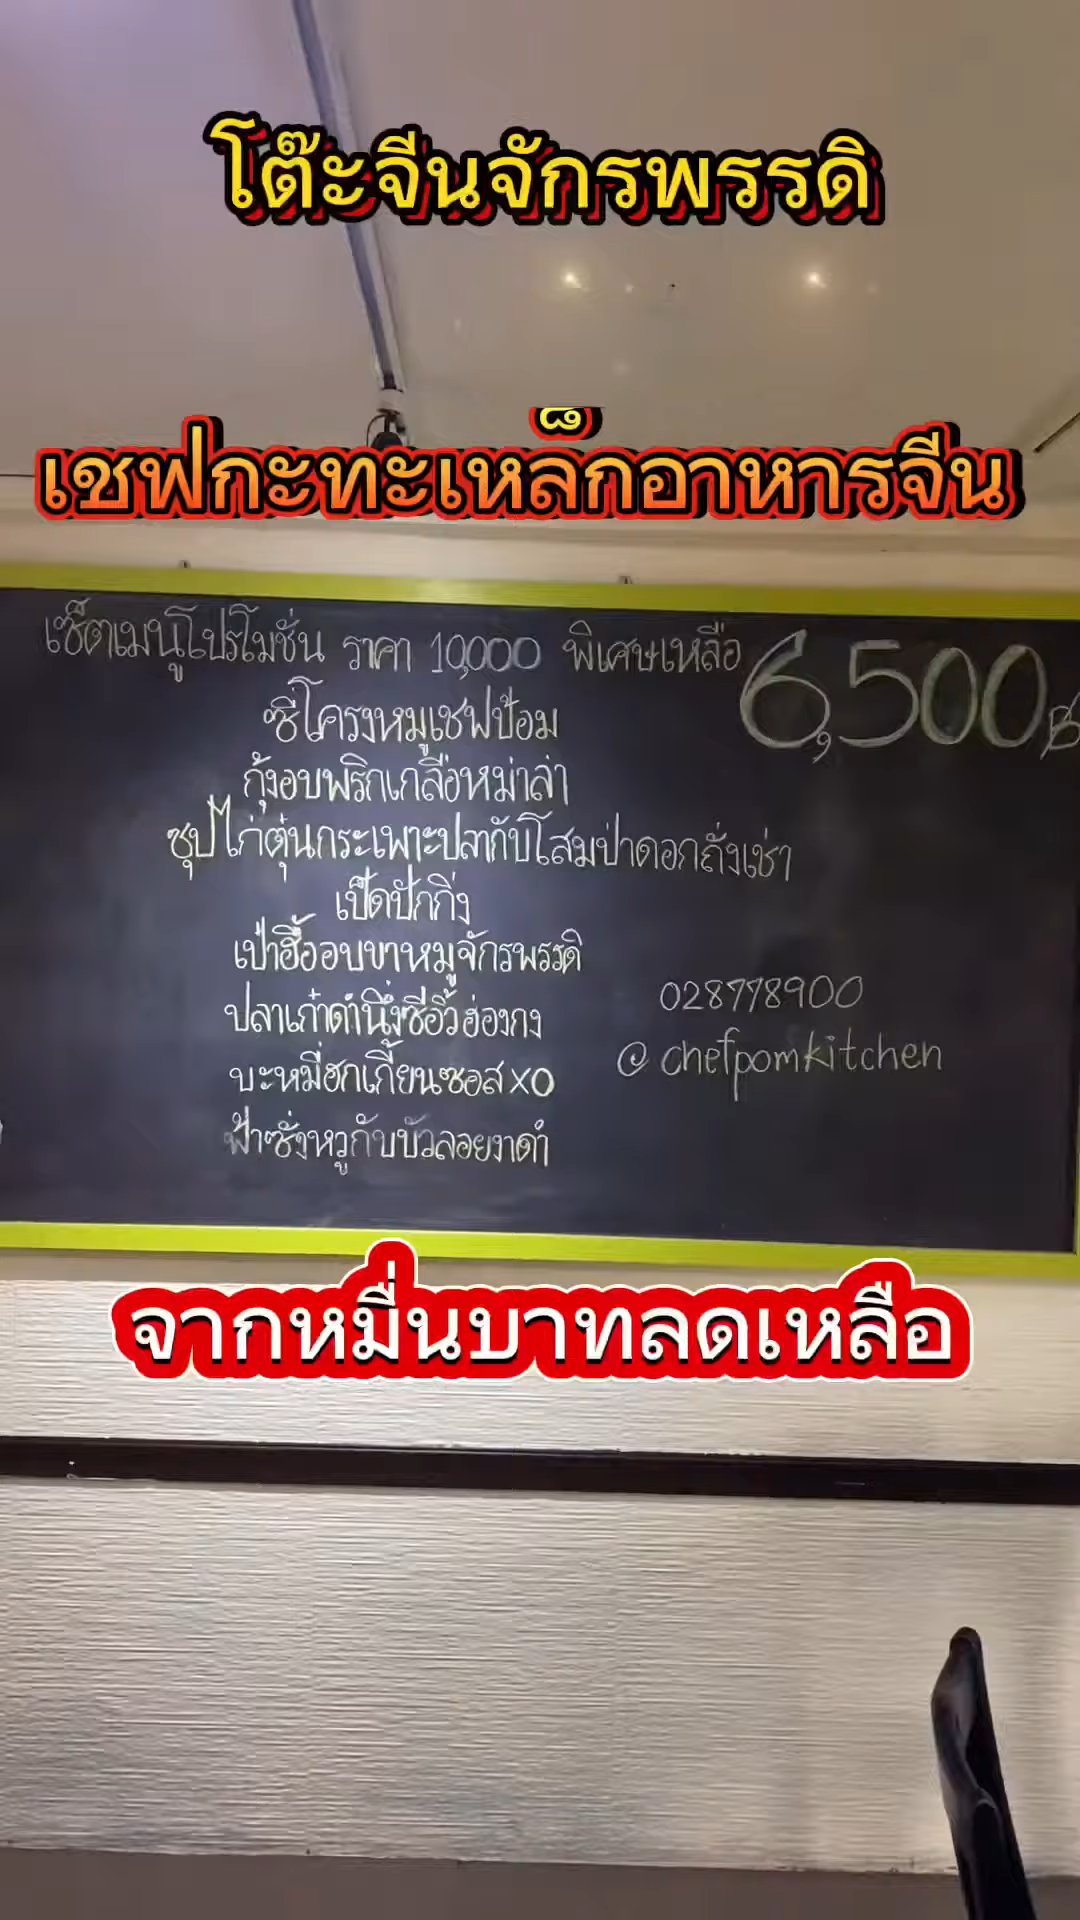 โต๊ะจีนจักรพรรดิ
เชฟกะทะเหล็กอาหารจีน
เซ็ตเมนูโปรโมชั่น ราคา 10,000 พิเศษเหลือ 6,500฿
ซี่โครงหมูเชฟป้อม
กุ้งอบพริกเกลือหม่าล่า
ซุปไก่ตุ๋นกระเพาะปลากับโสมป่าดอกถั่งเช่า
เป็ดปักกิ่ง
เป๋าฮื้ออบขาหมูจักรพรรดิ
028778900
ปลาเก๋าดำนึ่งซีอิ๊วฮ่องกง
@chefpomkitchen
บะหมี่ฮกเกี้ยนซอสXO
ฟ้าซั่งหวูกับบัวลอยงาดำ
จากหมื่นบาทลดเหลือ